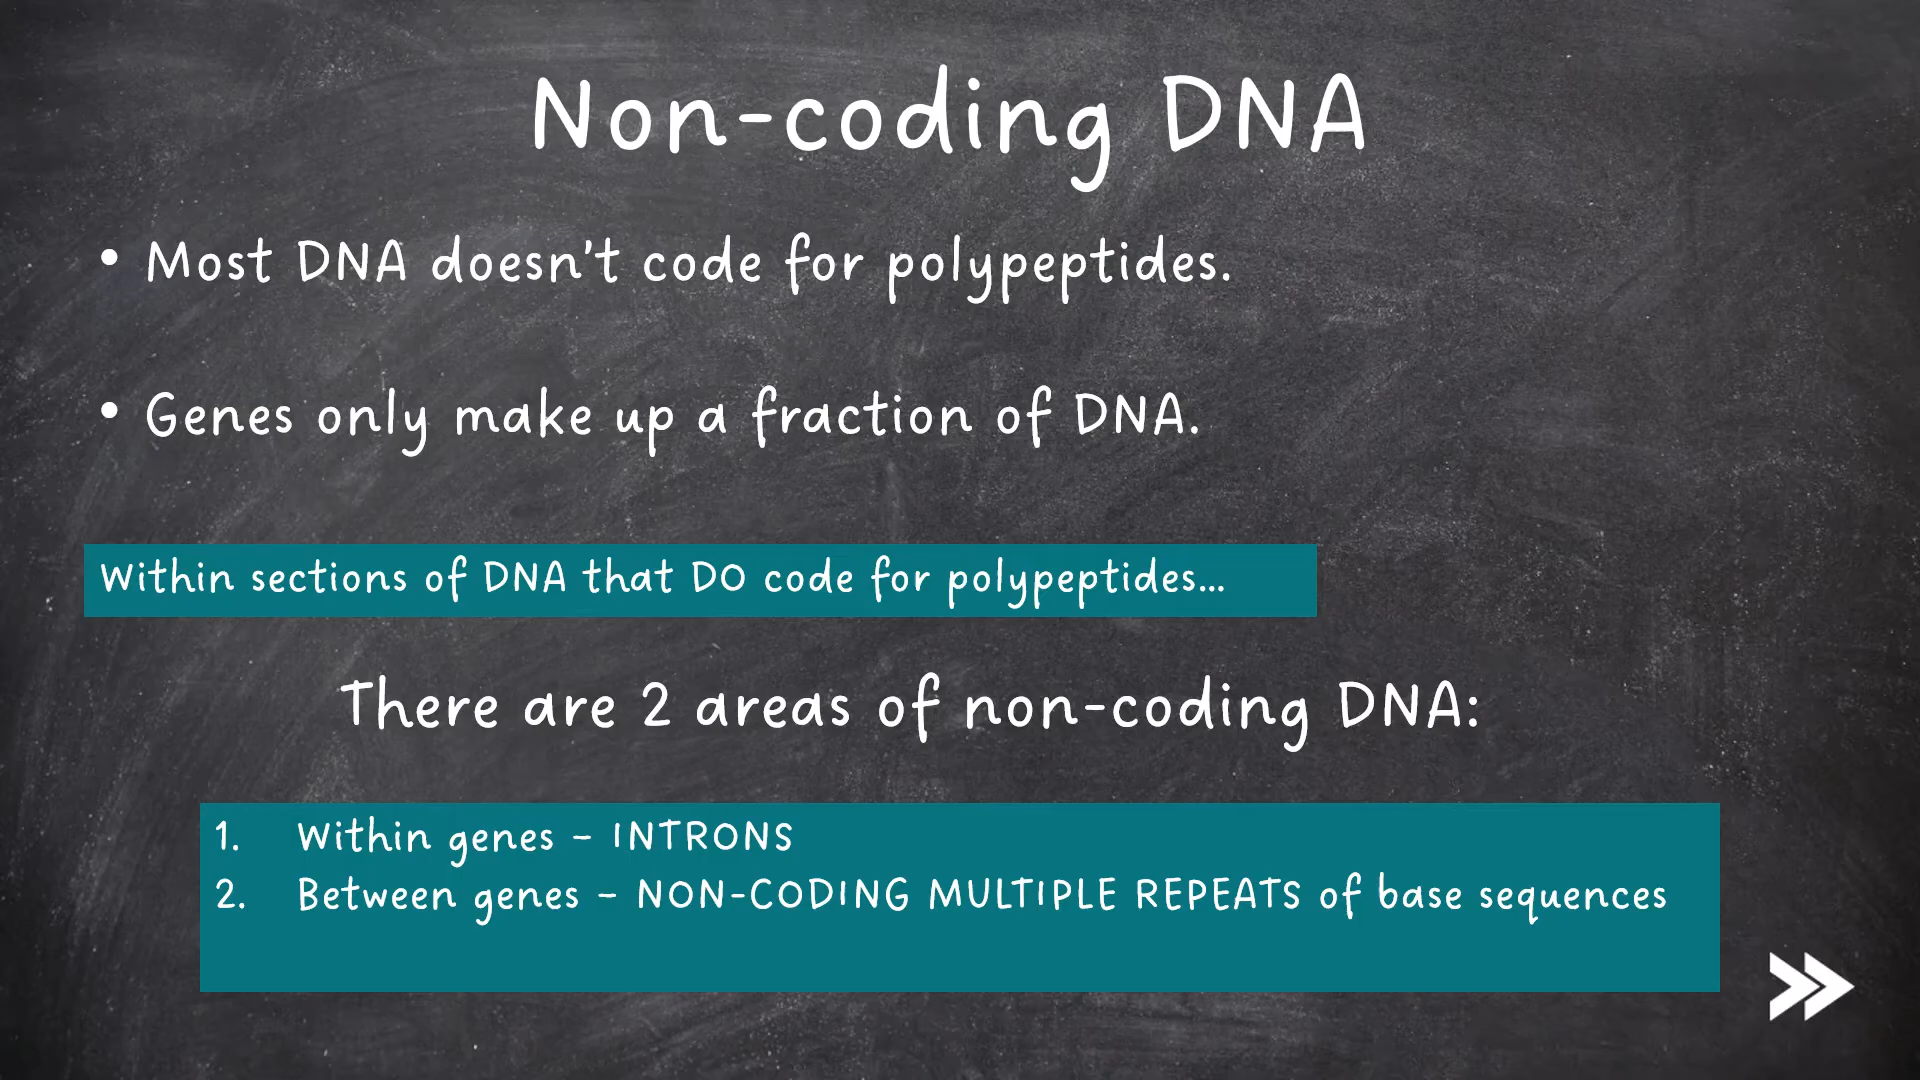 Non-coding DNA
• Most DNA doesn't code for polypeptides.
• Genes only make up a fraction of DNA.
Within sections of DNA that DO code for polypeptides...
There are 2 areas of non-coding DNA:
1. Within genes – INTRONS
2. Between genes – NON-CODING MULTIPLE REPEATS of base sequences